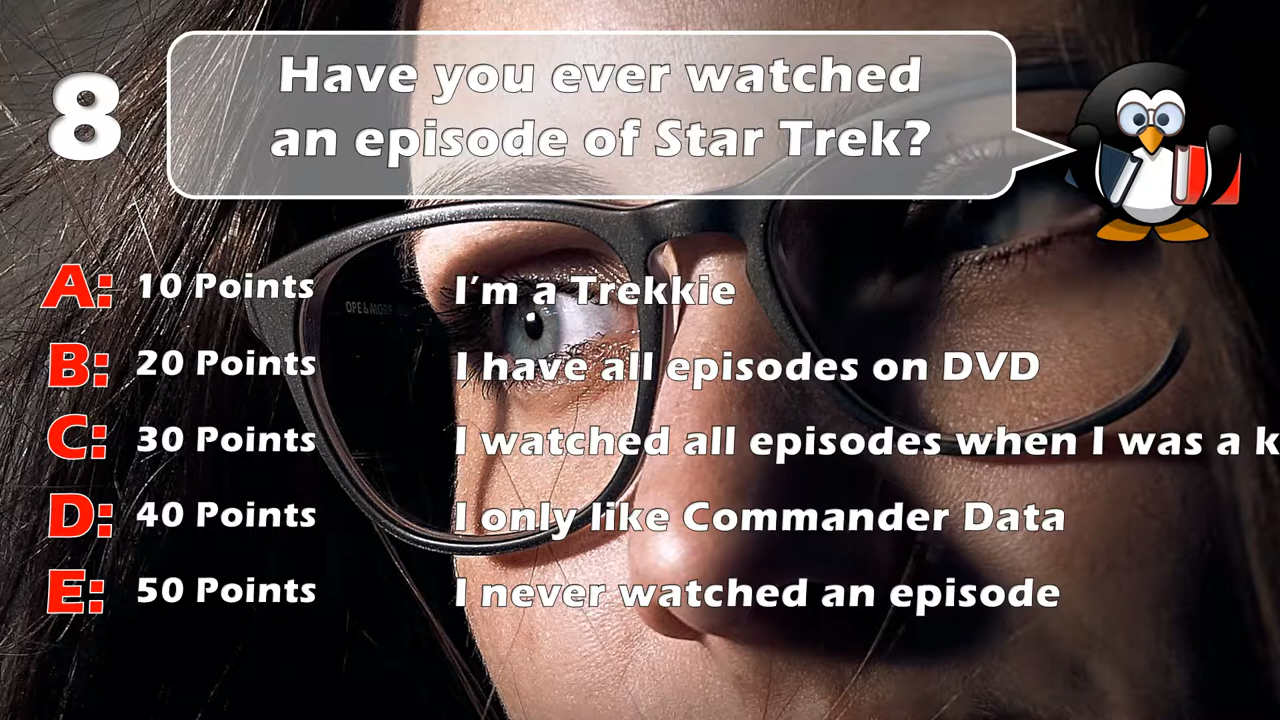 8
Have you ever watched
an episode of Star Trek?
A: 10 Points I'm a Trekkie
B: 20 Points I have all episodes on DVD
C: 30 Points I watched all episodes when I was a k
D: 40 Points I only like Commander Data
E: 50 Points I never watched an episode
OPE&MORE